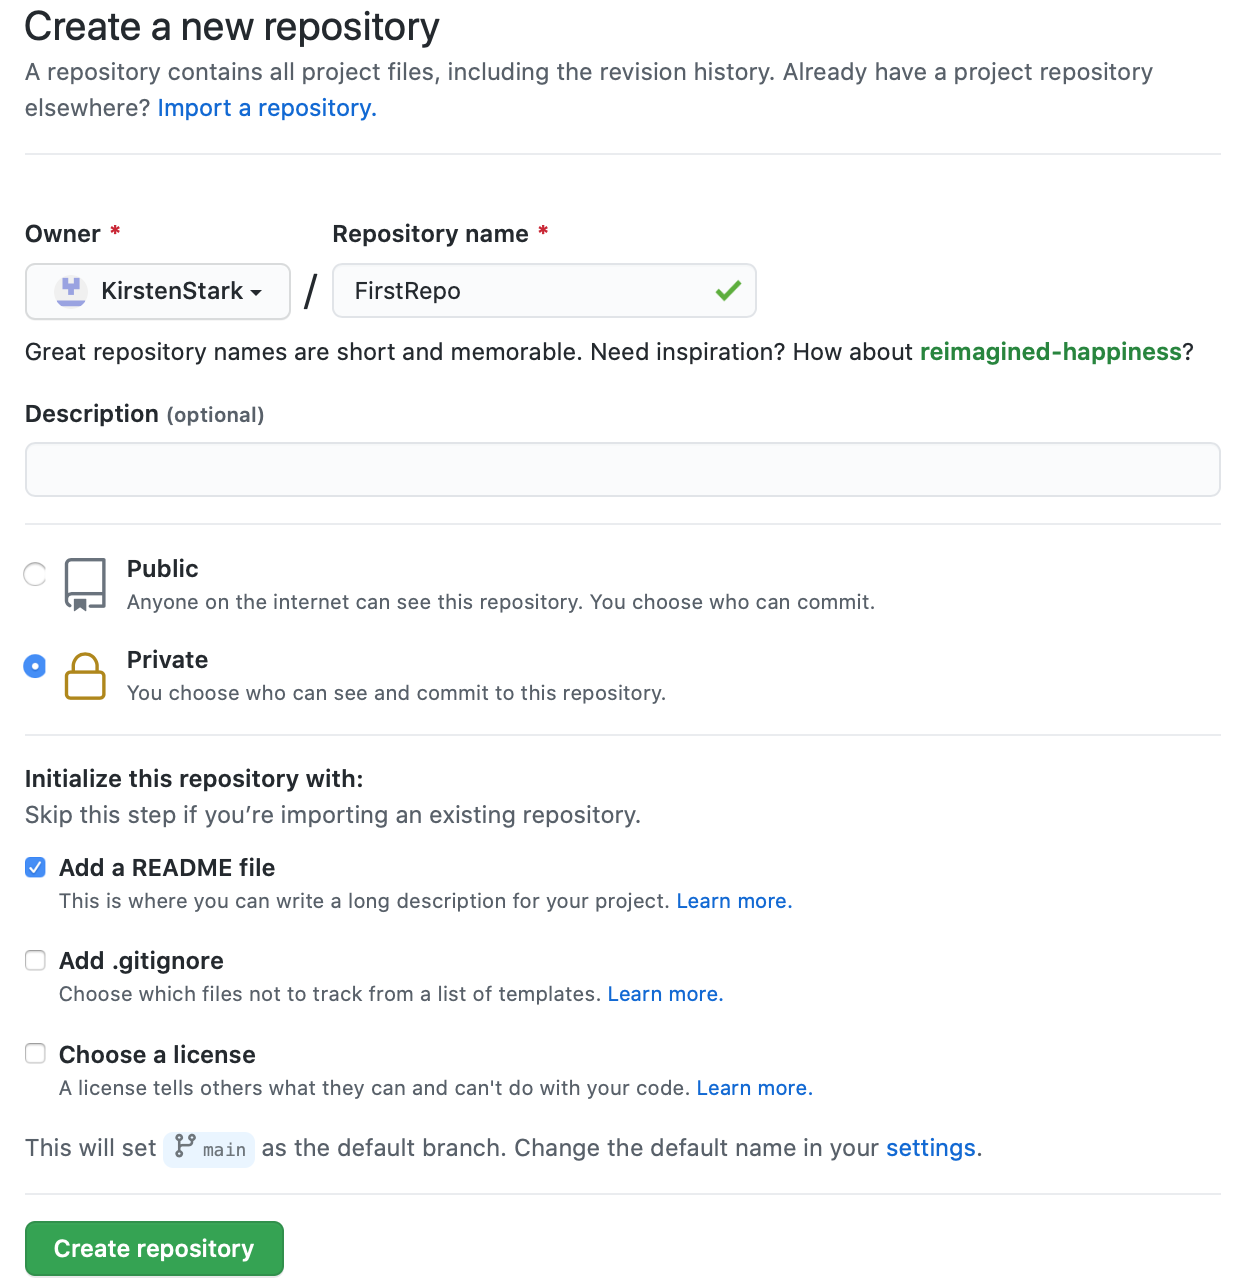 Create a new repository
A repository contains all project files, including the revision history. Already have a project repository
elsewhere? Import a repository.
Owner * Repository name *
KirstenStark / FirstRepo
Great repository names are short and memorable. Need inspiration? How about reimagined-happiness?
Description (optional)
Public
Anyone on the internet can see this repository. You choose who can commit.
Private
You choose who can see and commit to this repository.
Initialize this repository with:
Skip this step if you’re importing an existing repository.
Add a README file
This is where you can write a long description for your project. Learn more.
Add .gitignore
Choose which files not to track from a list of templates. Learn more.
Choose a license
A license tells others what they can and can't do with your code. Learn more.
This will set main as the default branch. Change the default name in your settings.
Create repository